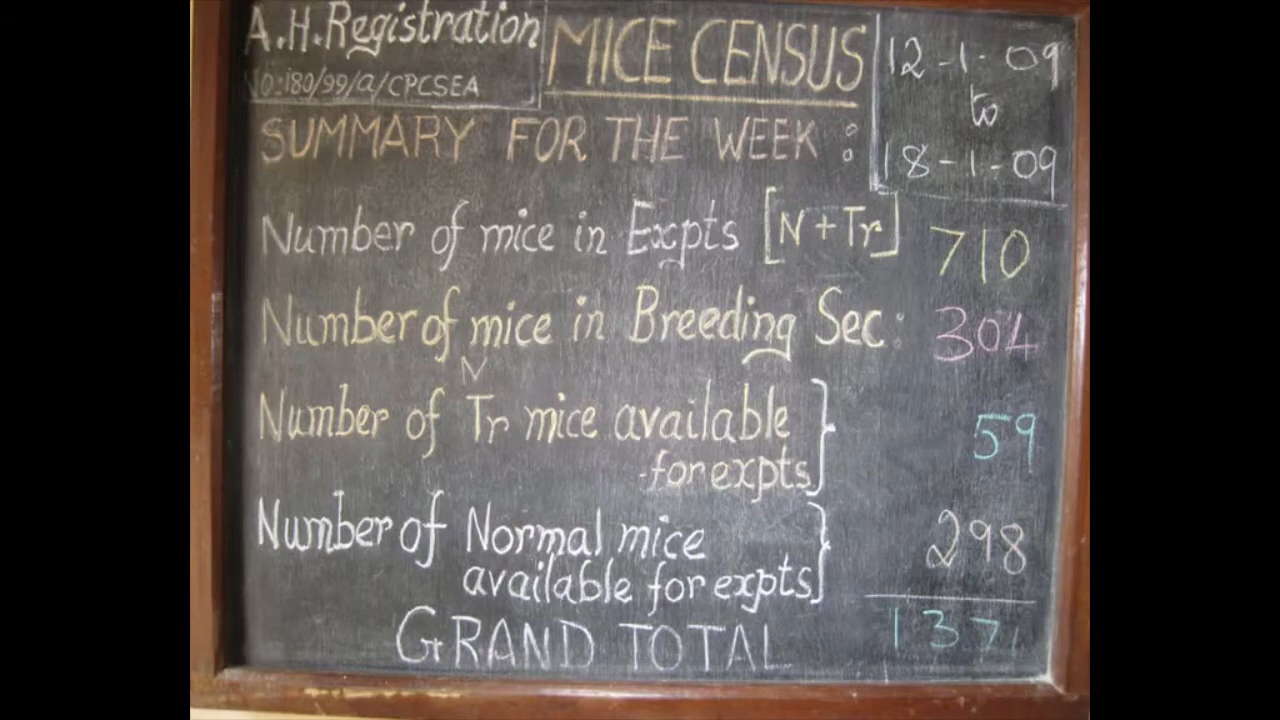 A.H.Registration
No:180/99/a/CPCSEA
MICE CENSUS
12-1-09
to
18-1-09
SUMMARY FOR THE WEEK :
Number of mice in Expts [N+Tr] 710
Number of mice in Breeding Sec: 304
Number of Tr mice available
for expts} 59
Number of Normal mice
available for expts} 298
GRAND TOTAL 1371